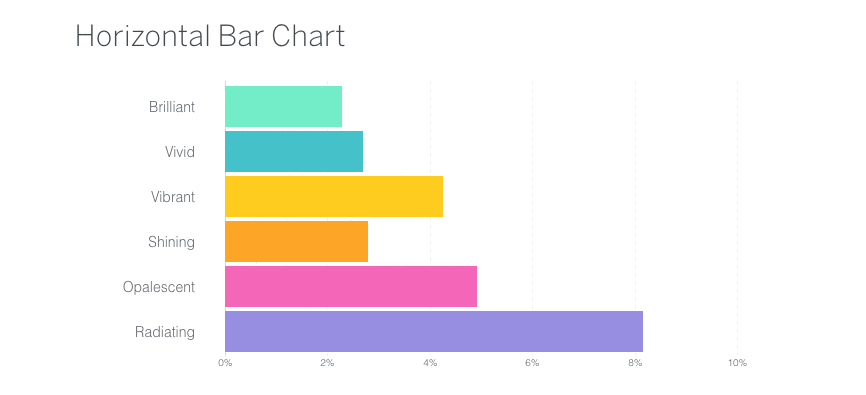 Horizontal Bar Chart
Brilliant
Vivid
Vibrant
Shining
Opalescent
Radiating
0% 2% 4% 6% 8% 10%